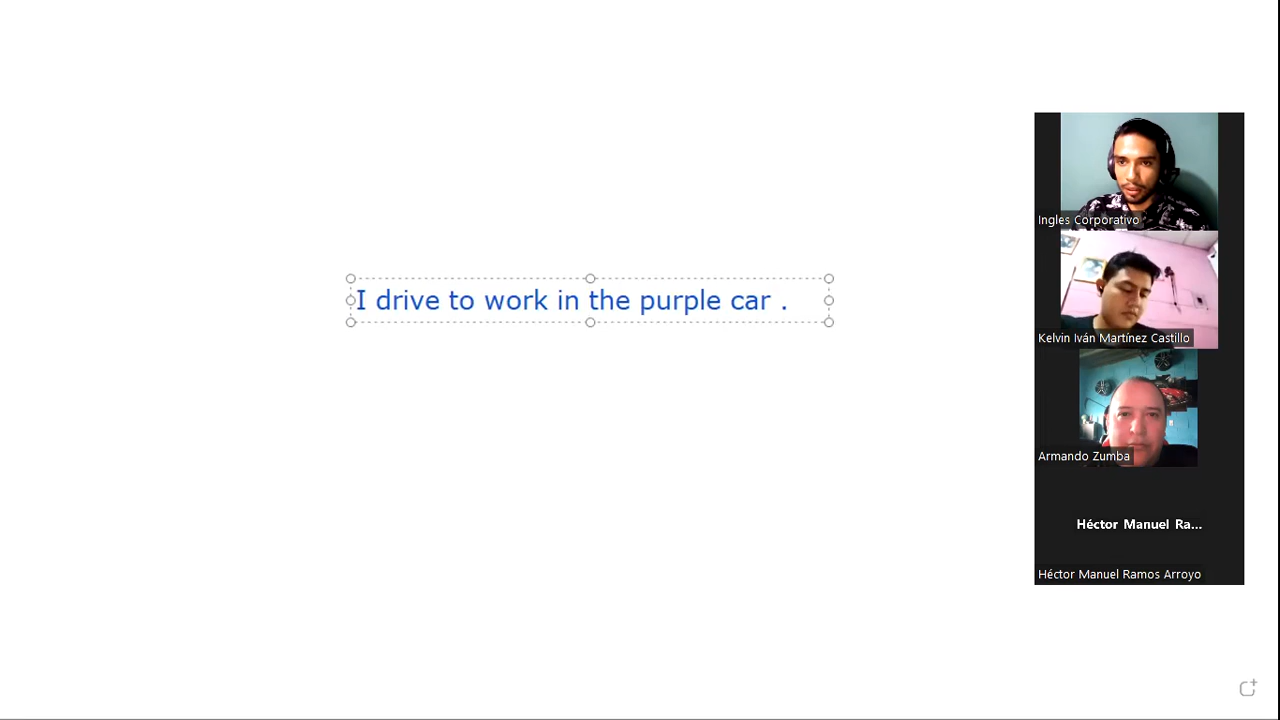 I drive to work in the purple car .
Ingles Corporativo
Kelvin Iván Martínez Castillo
Armando Zumba
Héctor Manuel Ra...
Héctor Manuel Ramos Arroyo